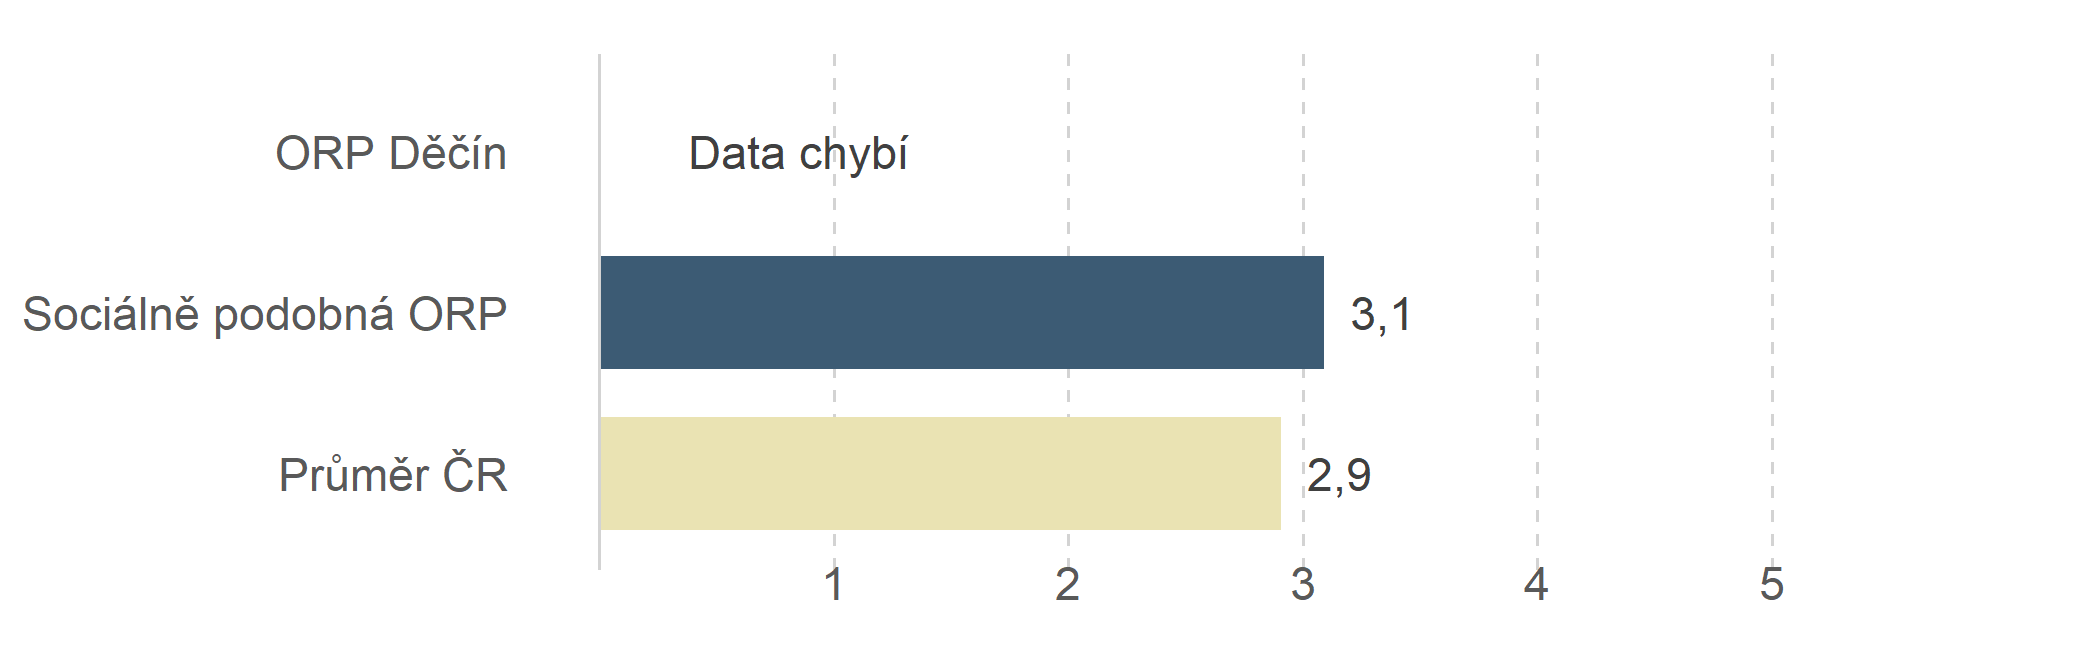 ORP Děčín
Data chybí
Sociálně podobná ORP
3,1
Průměr ČR
2,9
1 2 3 4 5